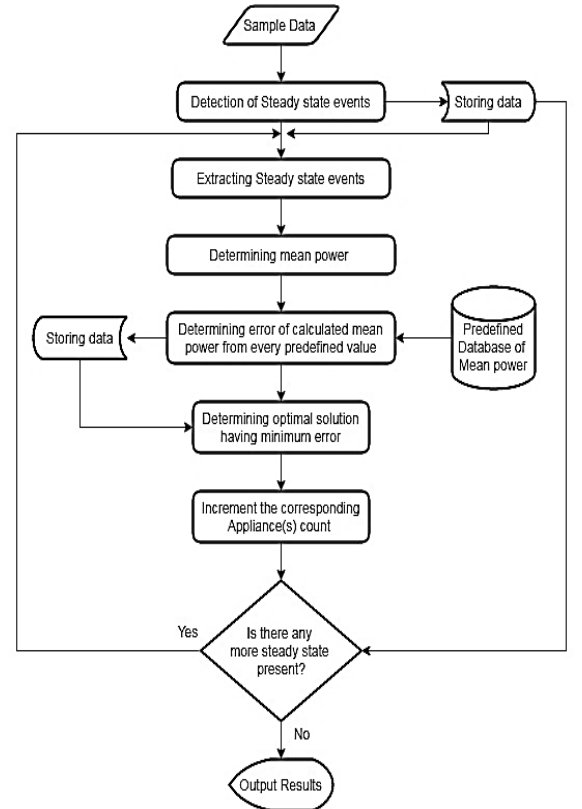 Sample Data
Detection of Steady state events
Storing data
Extracting Steady state events
Determining mean power
Storing data
Determining error of calculated mean
power from every predefined value
Predefined
Database of
Mean power
Determining optimal solution
having minimum error
Increment the corresponding
Appliance(s) count
Yes
Is there any
more steady state
present?
No
Output Results